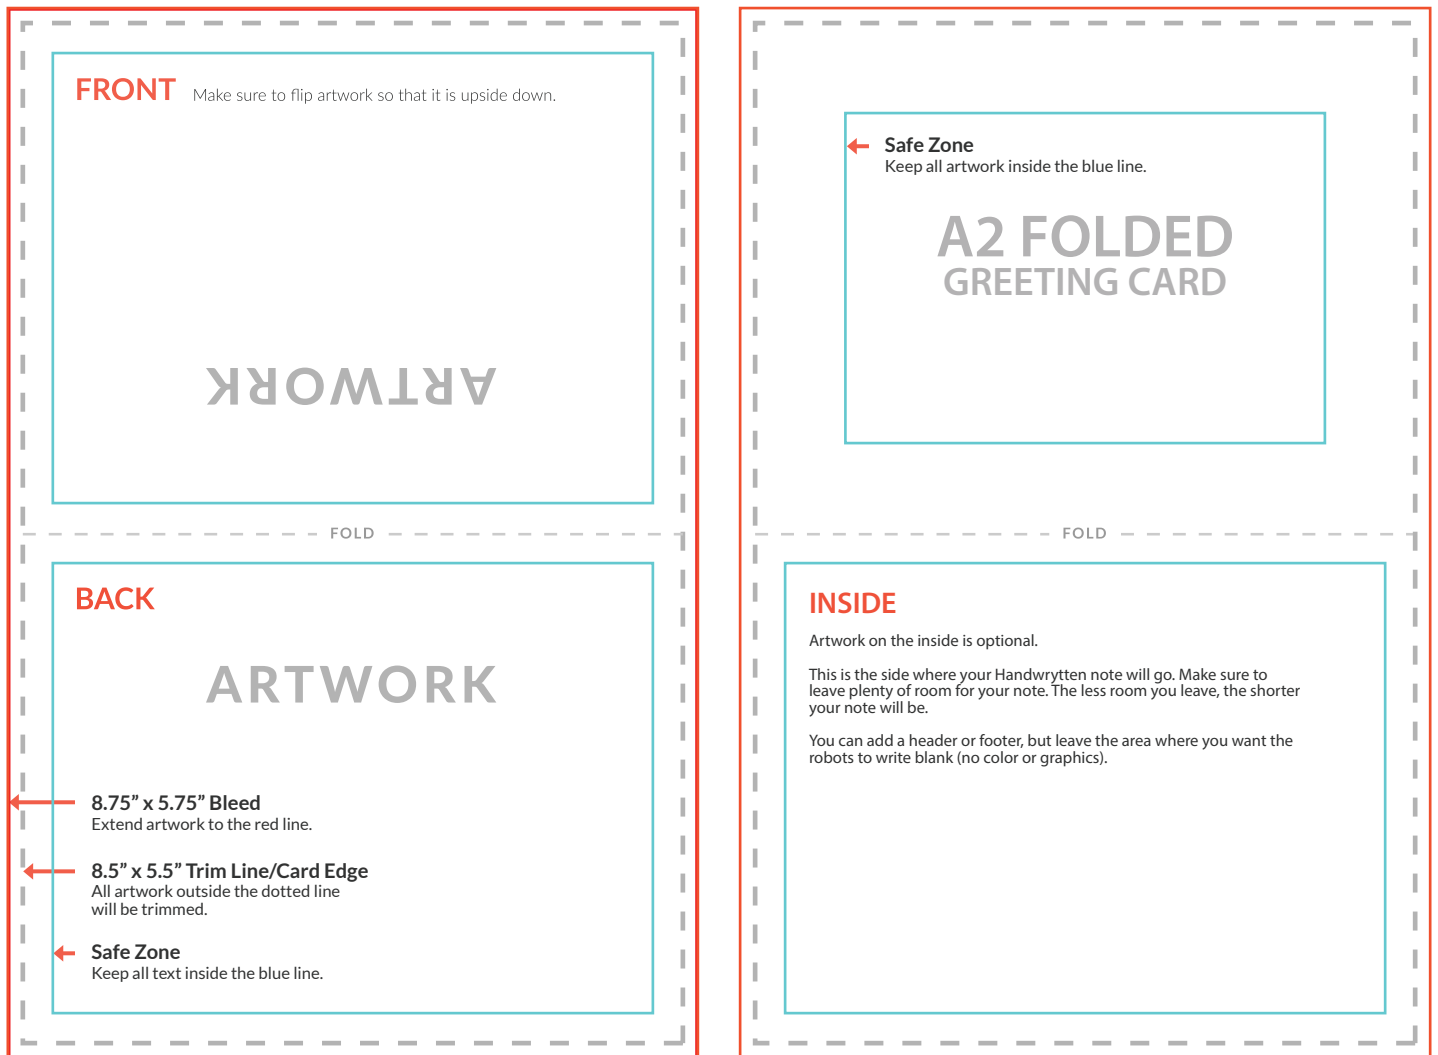 FRONT Make sure to flip artwork so that it is upside down.
ARTWORK
FOLD
BACK
ARTWORK
8.75” x 5.75” Bleed
Extend artwork to the red line.
8.5” x 5.5” Trim Line/Card Edge
All artwork outside the dotted line
will be trimmed.
Safe Zone
Keep all text inside the blue line.
Safe Zone
Keep all artwork inside the blue line.
A2 FOLDED
GREETING CARD
FOLD
INSIDE
Artwork on the inside is optional.
This is the side where your Handwrytten note will go. Make sure to
leave plenty of room for your note. The less room you leave, the shorter
your note will be.
You can add a header or footer, but leave the area where you want the
robots to write blank (no color or graphics).